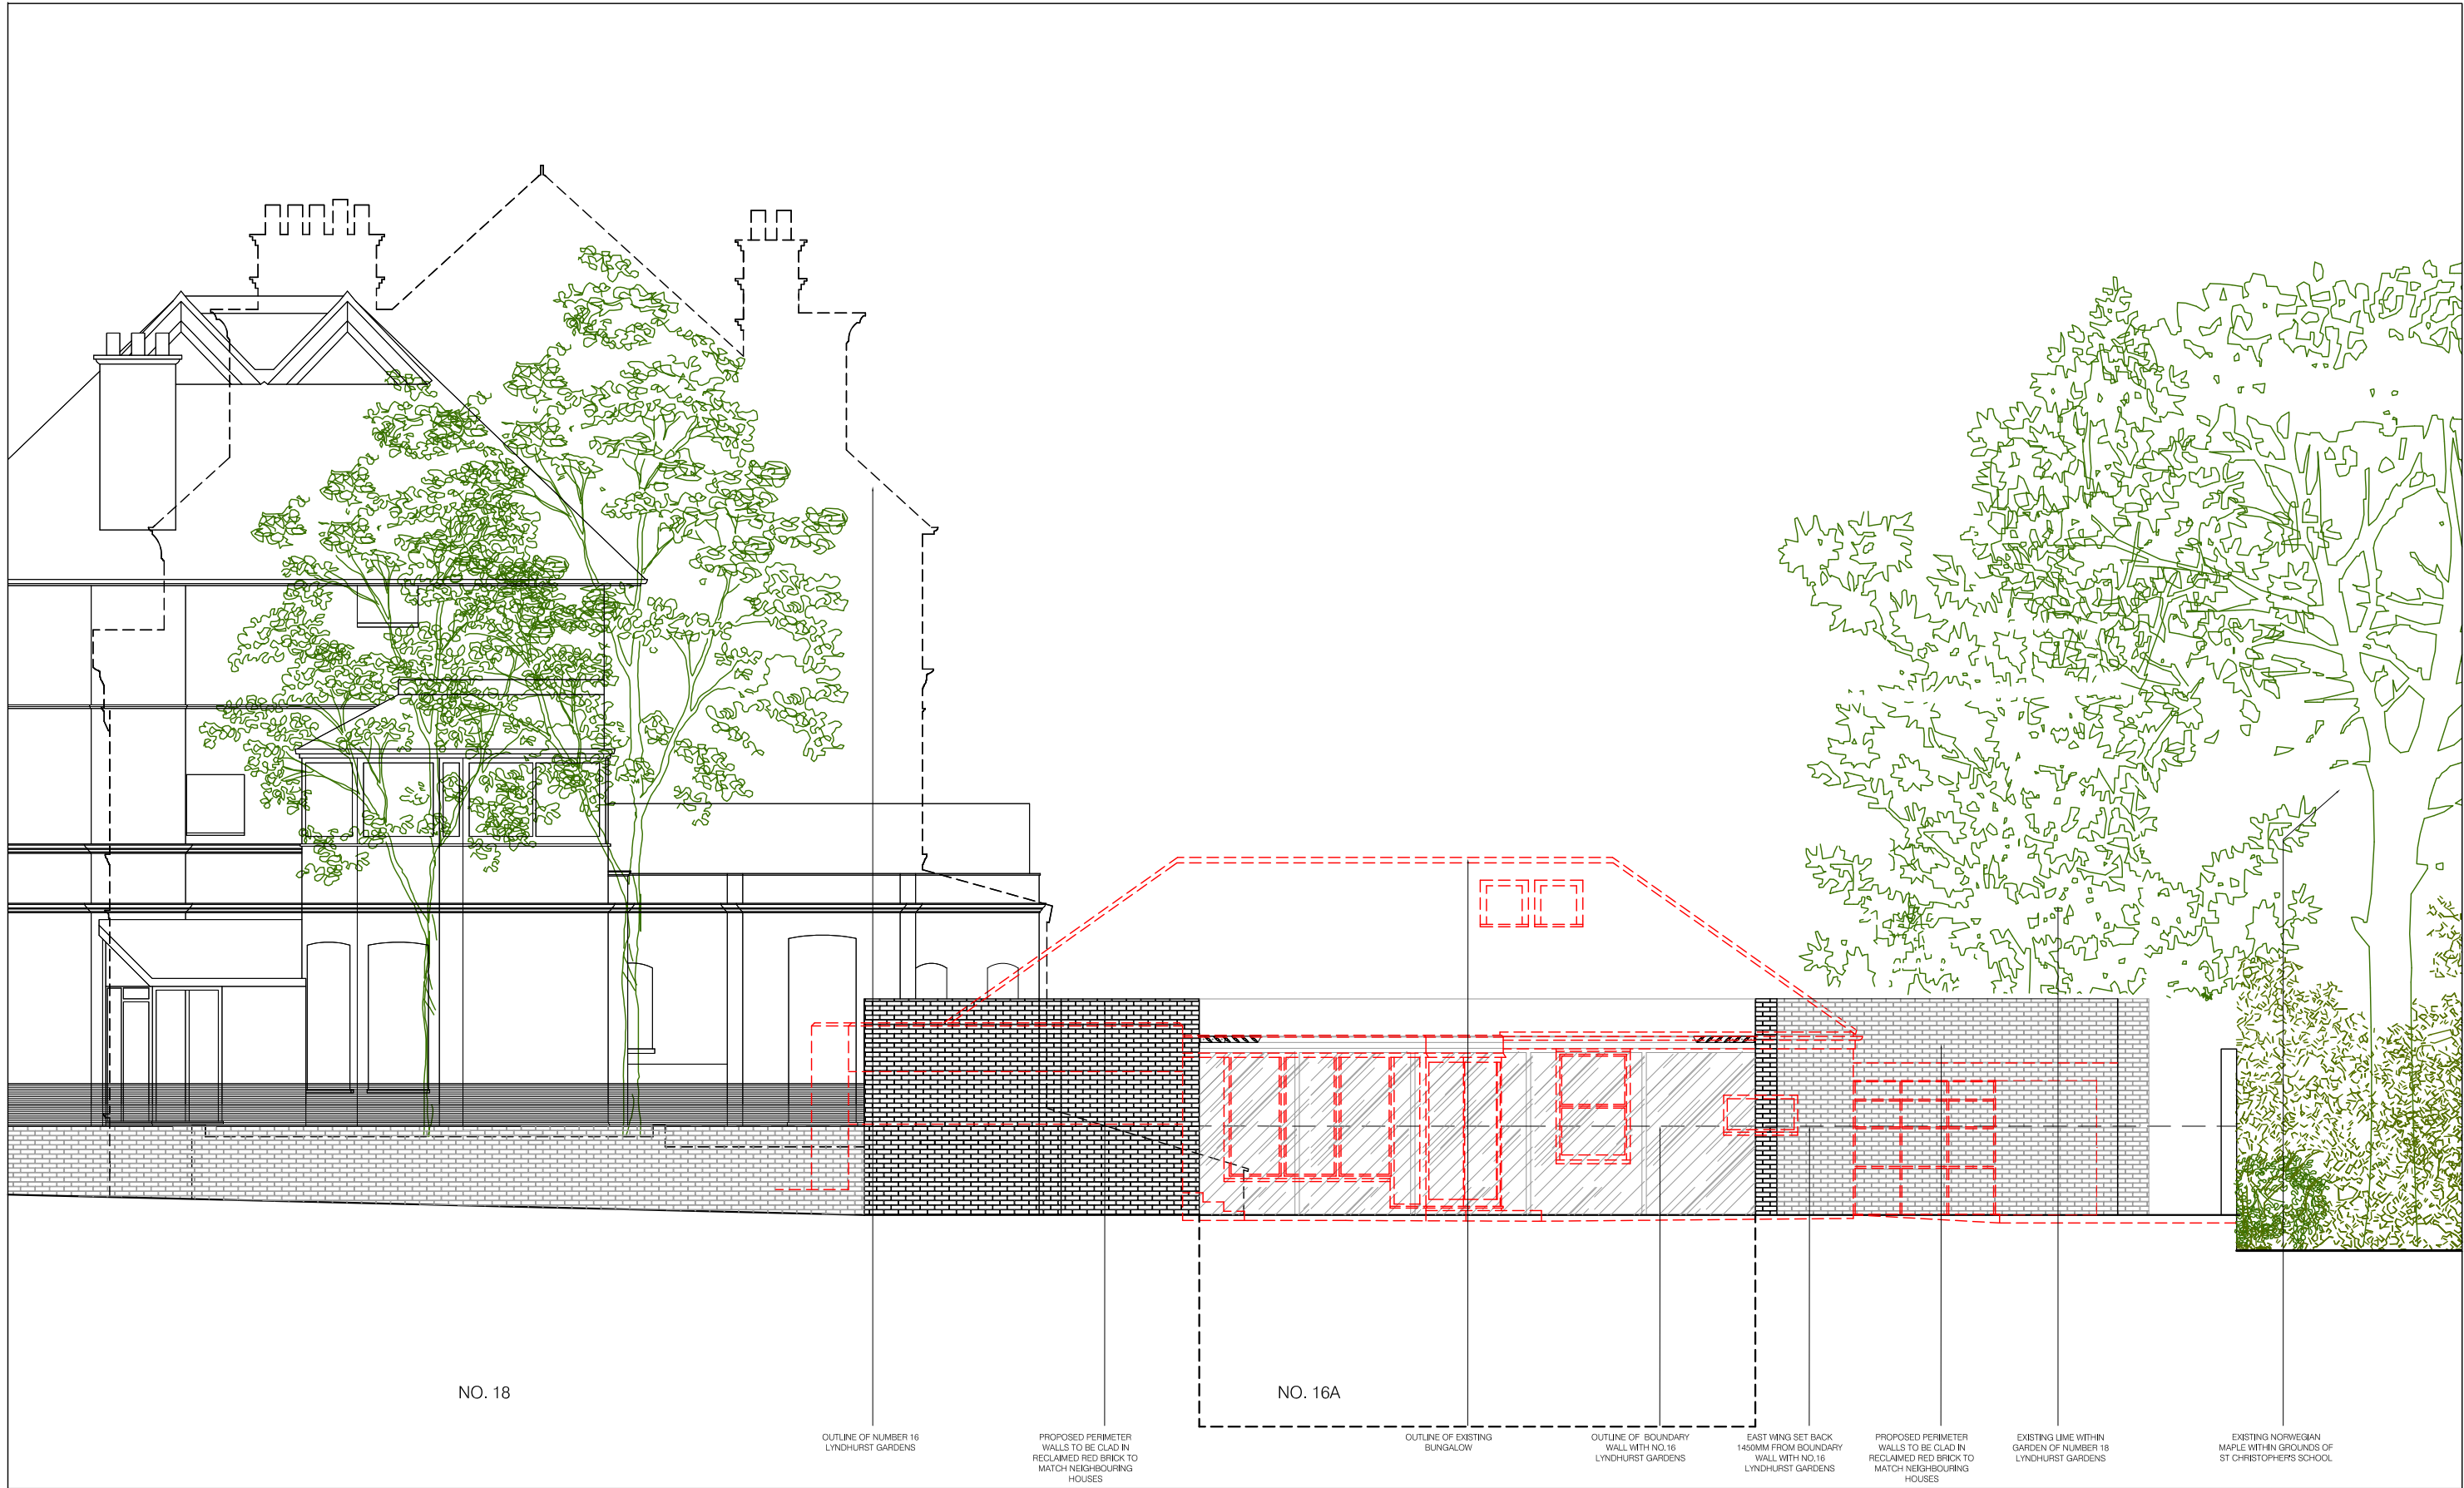 NO. 18
NO. 16A
OUTLINE OF NUMBER 16
LYNDHURST GARDENS
PROPOSED PERIMETER
WALLS TO BE CLAD IN
RECLAIMED RED BRICK TO
MATCH NEIGHBOURING
HOUSES
OUTLINE OF EXISTING
BUNGALOW
OUTLINE OF BOUNDARY
WALL WITH NO.16
LYNDHURST GARDENS
EAST WING SET BACK
1450MM FROM BOUNDARY
WALL WITH NO.16
LYNDHURST GARDENS
PROPOSED PERIMETER
WALLS TO BE CLAD IN
RECLAIMED RED BRICK TO
MATCH NEIGHBOURING
HOUSES
EXISTING LIME WITHIN
GARDEN OF NUMBER 18
LYNDHURST GARDENS
EXISTING NORWEGIAN
MAPLE WITHIN GROUNDS OF
ST CHRISTOPHER'S SCHOOL